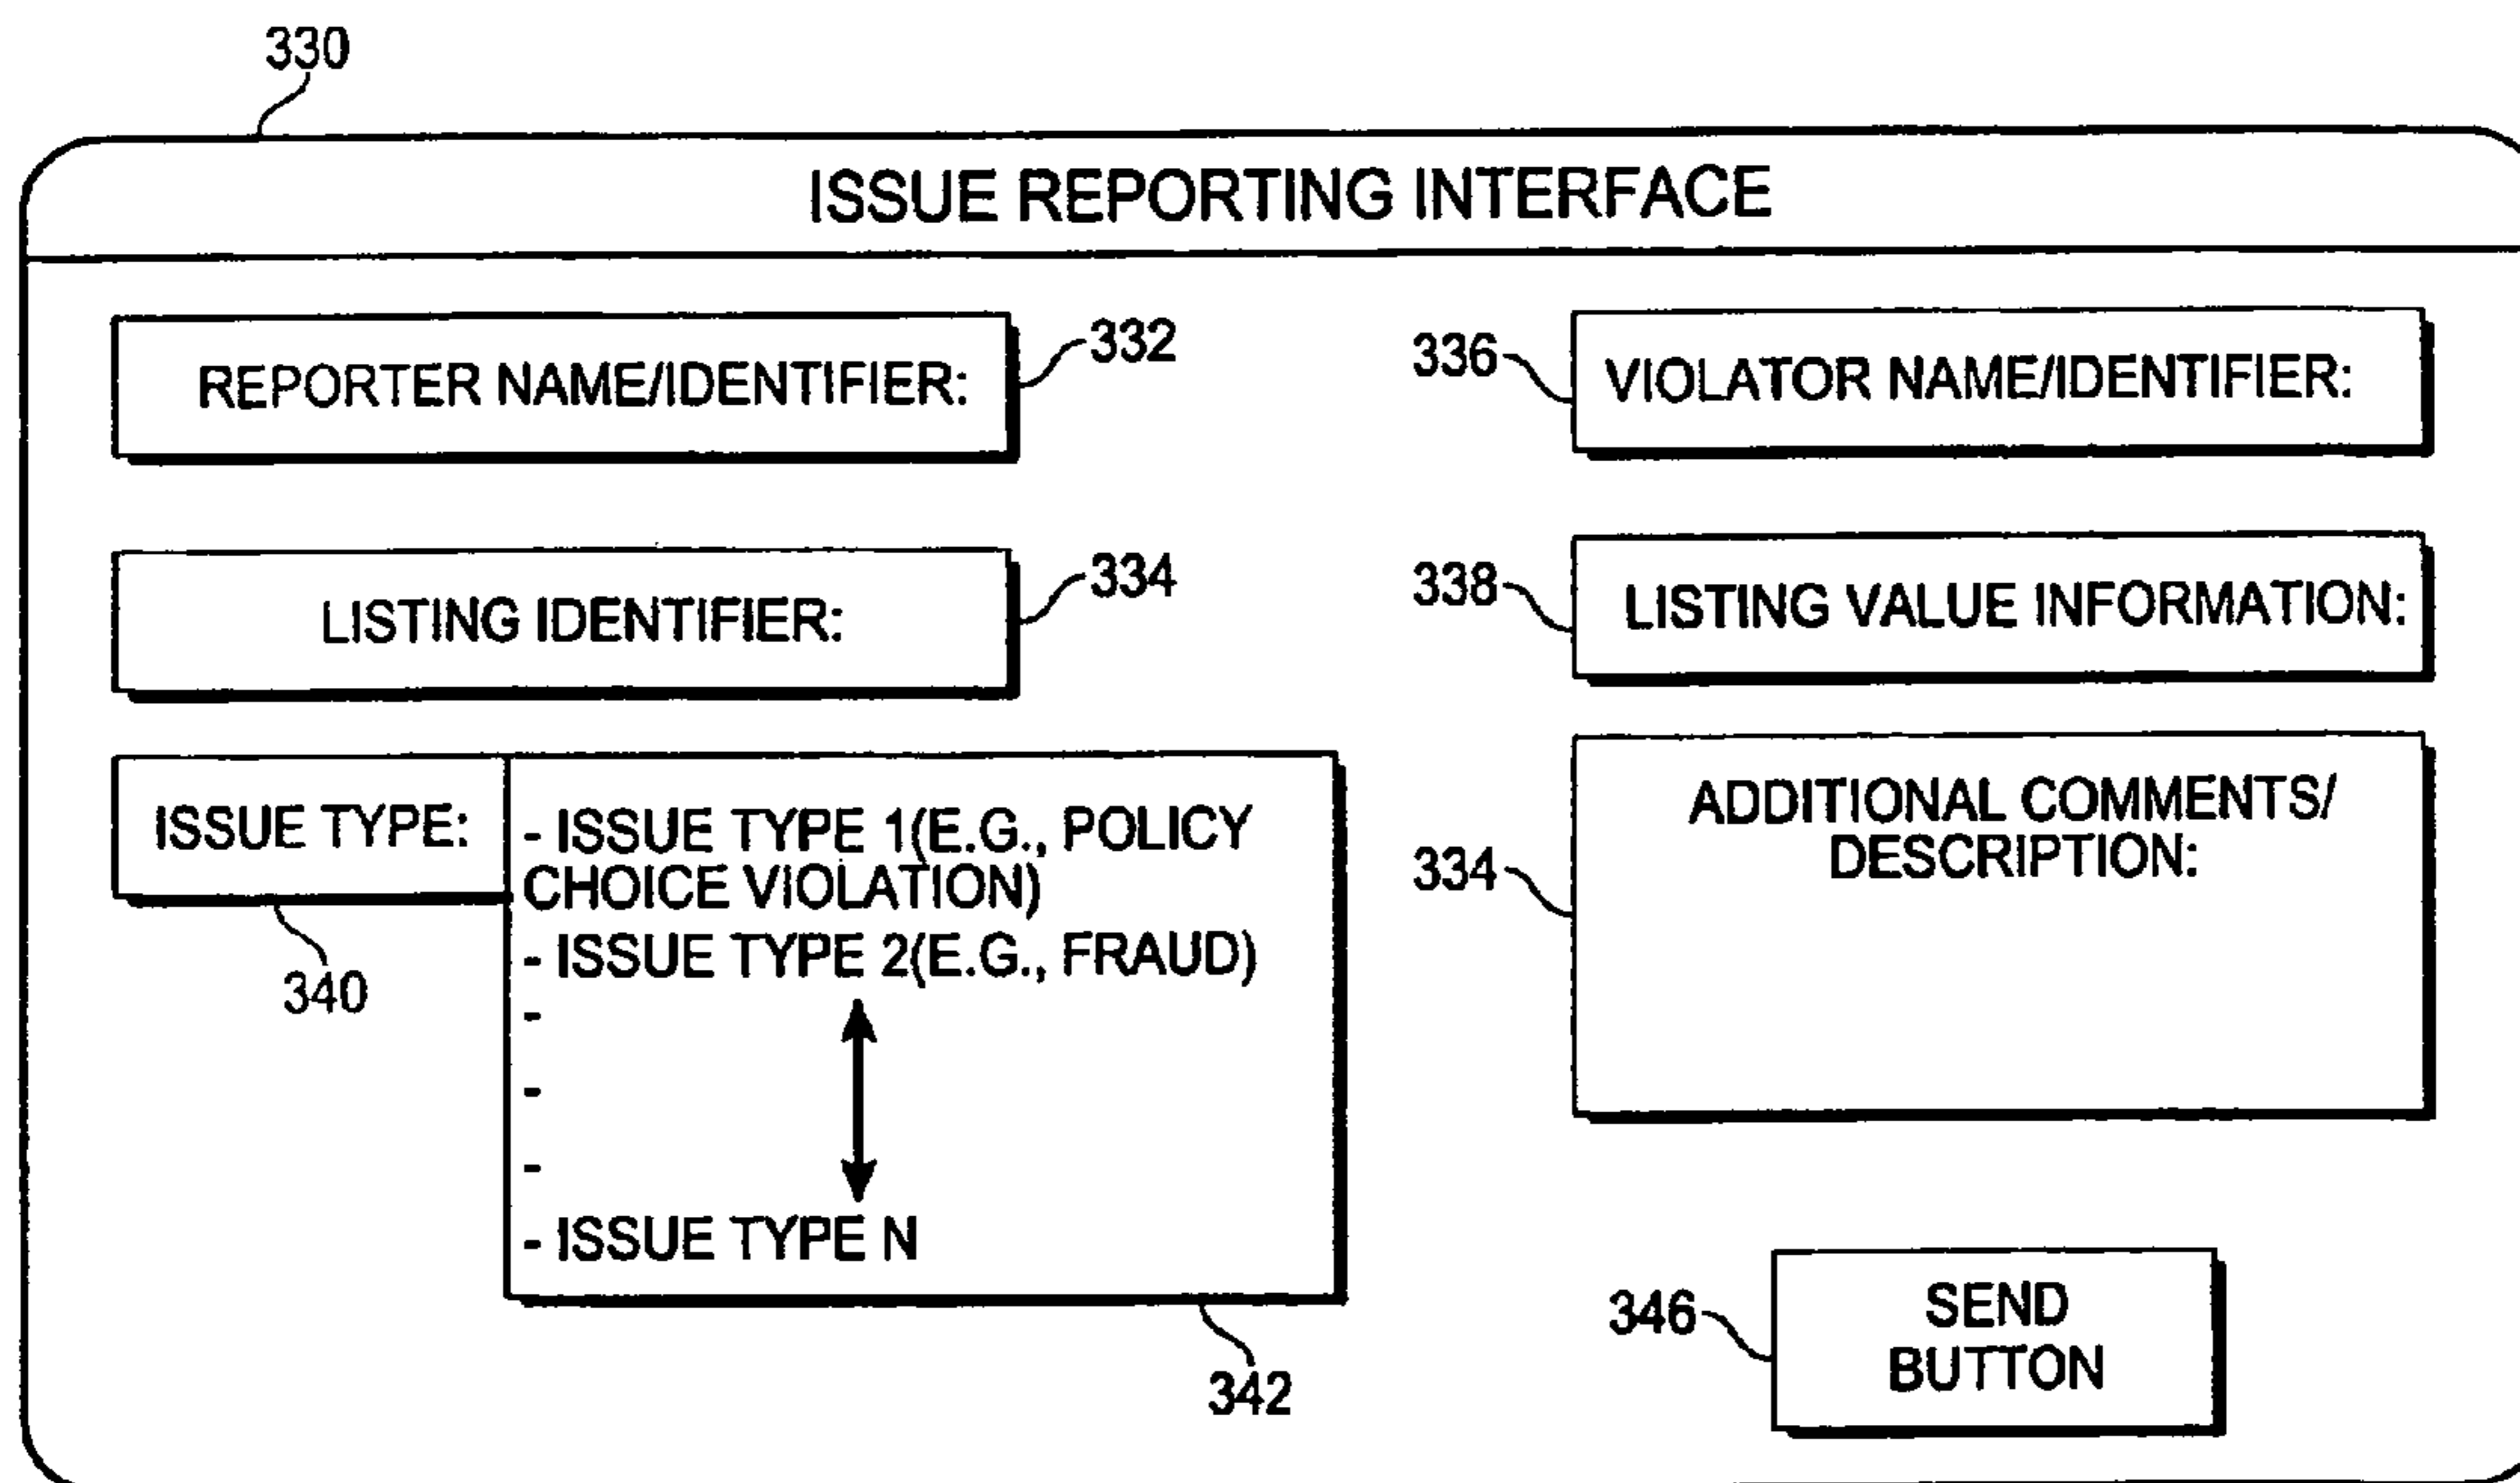 330
ISSUE REPORTING INTERFACE
REPORTER NAME/IDENTIFIER:
332
336
VIOLATOR NAME/IDENTIFIER:
LISTING IDENTIFIER:
334
338
LISTING VALUE INFORMATION:
ISSUE TYPE:
340
- ISSUE TYPE 1(E.G., POLICY
CHOICE VIOLATION)
- ISSUE TYPE 2(E.G., FRAUD)
-
-
-
- ISSUE TYPE N
342
334
ADDITIONAL COMMENTS/
DESCRIPTION:
346
SEND
BUTTON